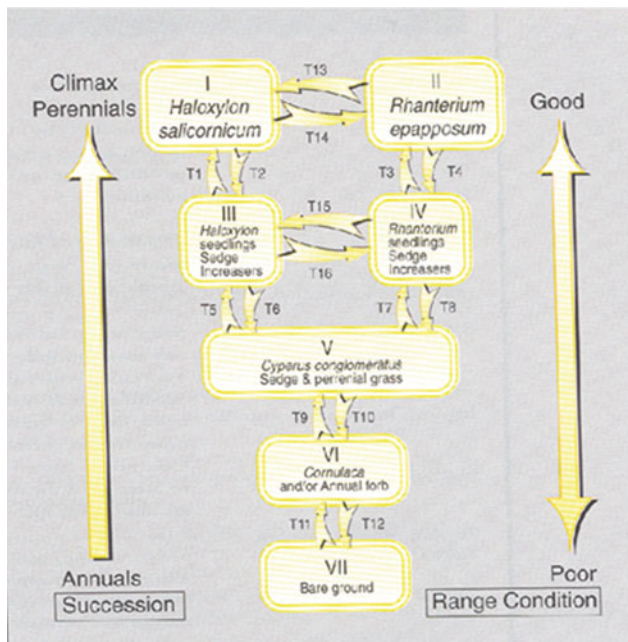 Climax
Perennials
I
Haloxylon
salicornicum
T13
T14
II
Rhanterium
epapposum
Good
T1
T2
T3
T4
III
Haloxylon
seedlings
Sedge
Increasers
T15
T16
IV
Rhanterium
seedlings
Sedge
Increasers
T5
T6
T7
T8
V
Cyperus conglomeratus
Sedge & perrenial grass
T9
T10
VI
Cornulaca
and/or Annual forb
T11
T12
VII
Bare ground
Annuals
Succession
Poor
Range Condition